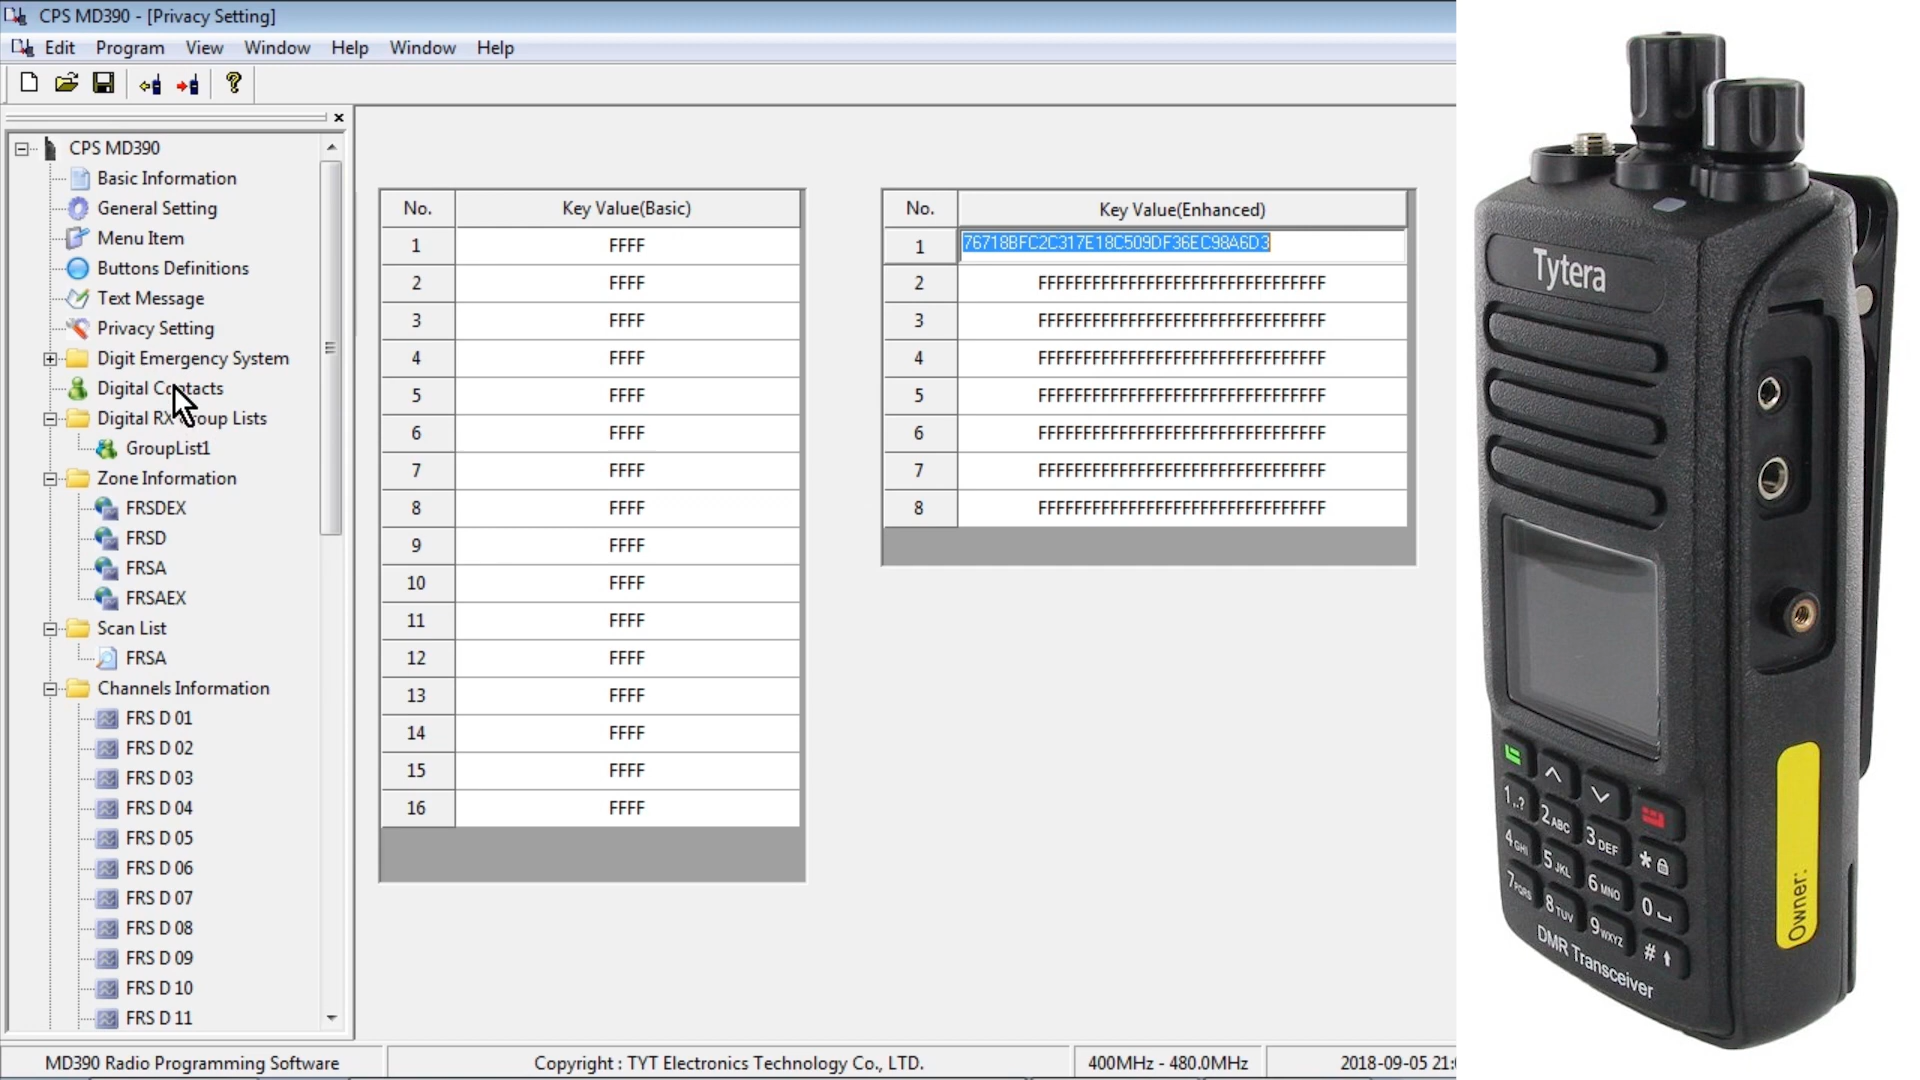 CPS MD390 - [Privacy Setting]
Edit Program View Window Help Window Help
CPS MD390
Basic Information
General Setting
Menu Item
Buttons Definitions
Text Message
Privacy Setting
Digit Emergency System
Digital Contacts
Digital RX Group Lists
GroupList1
Zone Information
FRSDEX
FRSD
FRSA
FRSAEX
Scan List
FRSA
Channels Information
FRS D 01
FRS D 02
FRS D 03
FRS D 04
FRS D 05
FRS D 06
FRS D 07
FRS D 08
FRS D 09
FRS D 10
FRS D 11
No. Key Value(Basic)
1 FFFF
2 FFFF
3 FFFF
4 FFFF
5 FFFF
6 FFFF
7 FFFF
8 FFFF
9 FFFF
10 FFFF
11 FFFF
12 FFFF
13 FFFF
14 FFFF
15 FFFF
16 FFFF
No. Key Value(Enhanced)
1 76718BFC2C317E18C509DF36EC98A6D3
2 FFFFFFFFFFFFFFFFFFFFFFFFFFFFFFFF
3 FFFFFFFFFFFFFFFFFFFFFFFFFFFFFFFF
4 FFFFFFFFFFFFFFFFFFFFFFFFFFFFFFFF
5 FFFFFFFFFFFFFFFFFFFFFFFFFFFFFFFF
6 FFFFFFFFFFFFFFFFFFFFFFFFFFFFFFFF
7 FFFFFFFFFFFFFFFFFFFFFFFFFFFFFFFF
8 FFFFFFFFFFFFFFFFFFFFFFFFFFFFFFFF
MD390 Radio Programming Software Copyright : TYT Electronics Technology Co., LTD. 400MHz - 480.0MHz 2018-09-05 21:
Tytera
1..?
2ABC 3DEF *
4GHI 5JKL 6MNO 0
7PQRS 8TUV 9WXYZ #
DMR Transceiver
Owner: